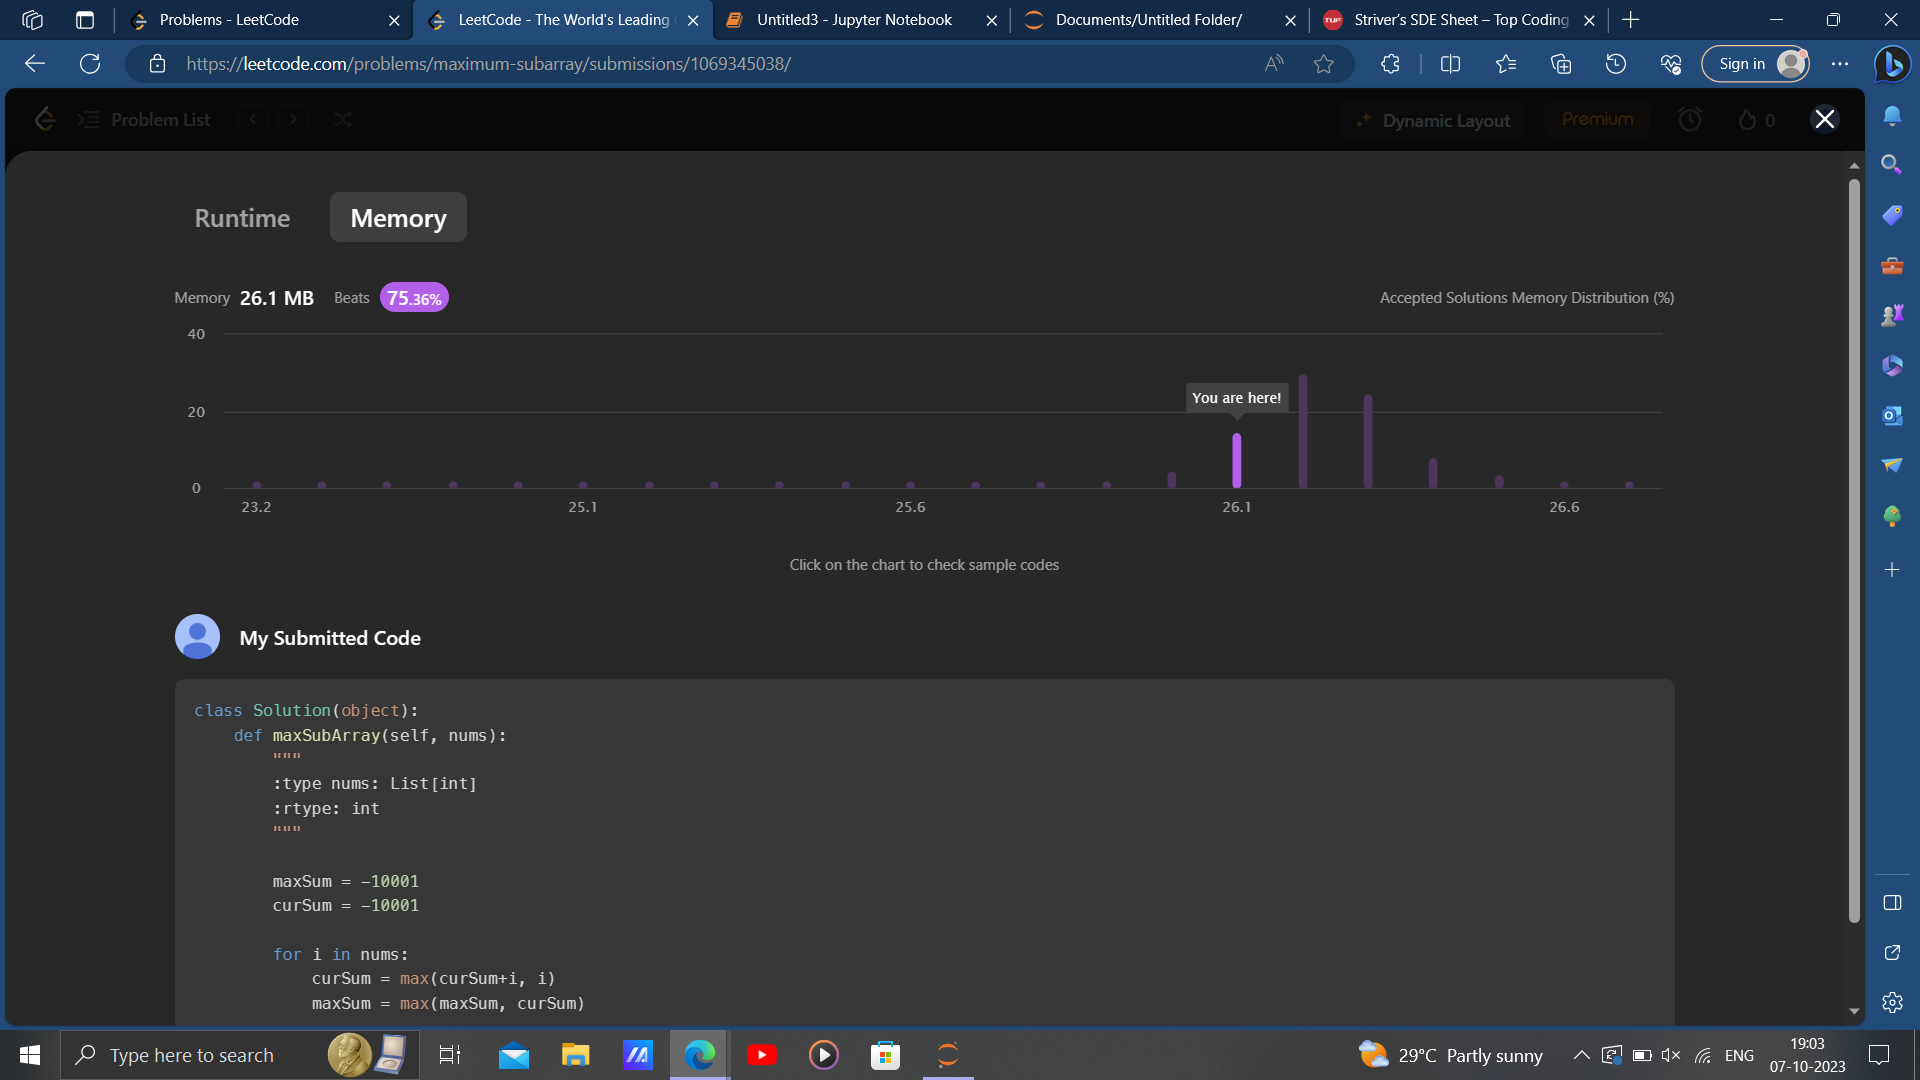 Problems - LeetCode
LeetCode - The World's Leading
Untitled3 - Jupyter Notebook
Documents/Untitled Folder/
TUF
Striver's SDE Sheet – Top Coding
https://leetcode.com/problems/maximum-subarray/submissions/1069345038/
Sign in
Problem List
Dynamic Layout
Premium
0
Runtime
Memory
Memory 26.1 MB Beats 75.36%
Accepted Solutions Memory Distribution (%)
40
You are here!
20
0
23.2 25.1 25.6 26.1 26.6
Click on the chart to check sample codes
My Submitted Code
class Solution(object):
def maxSubArray(self, nums):
"""
:type nums: List[int]
:rtype: int
"""
maxSum = -10001
curSum = -10001
for i in nums:
curSum = max(curSum+i, i)
maxSum = max(maxSum, curSum)
Type here to search
29°C Partly sunny
ENG
19:03
07-10-2023